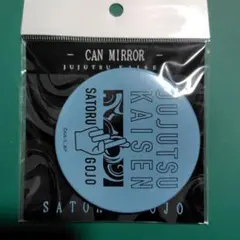 - CAN MIRROR -
JUJUTSU KAISEN
JUJUTSU
KAISEN
SATORU GOJO
SATORU GOJO